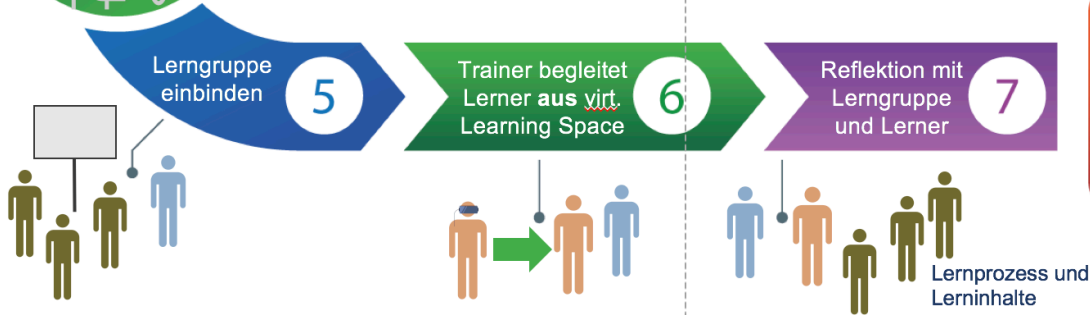 Lerngruppe
einbinden
5
Trainer begleitet
Lerner aus virt.
Learning Space
6
Reflektion mit
Lerngruppe
und Lerner
7
Lernprozess und
Lerninhalte